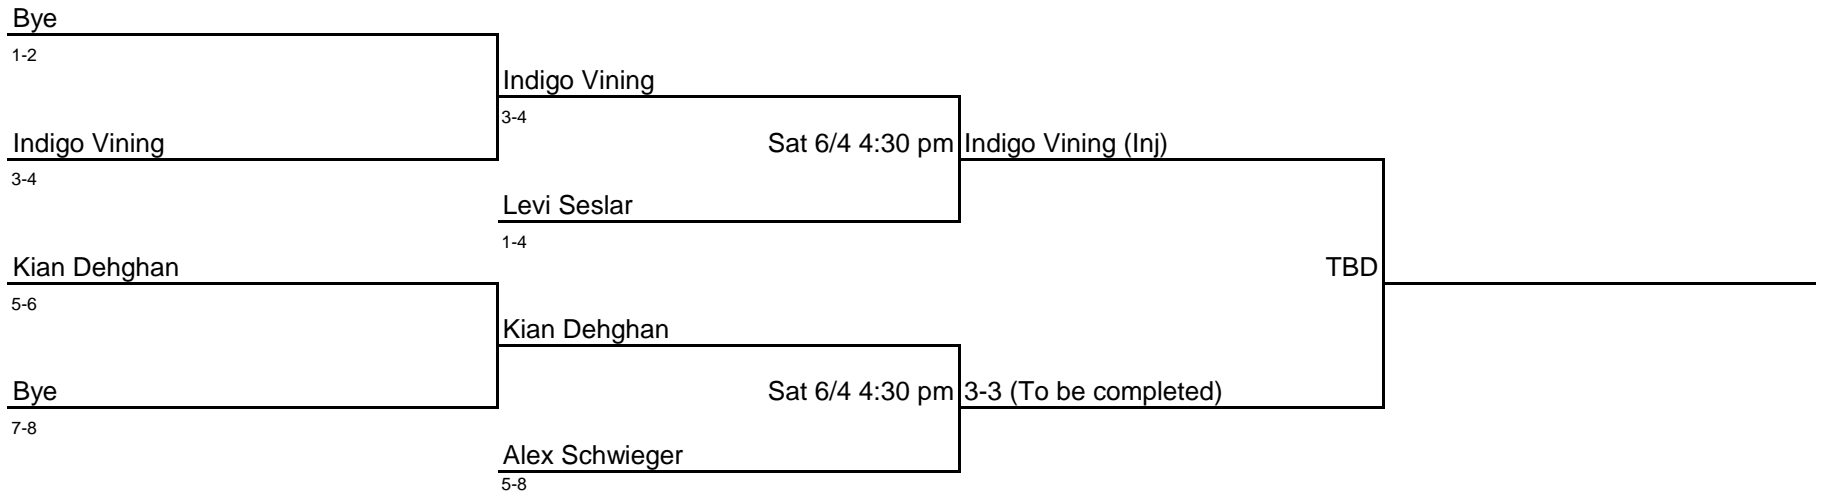 Bye
1-2
Indigo Vining
3-4
Indigo Vining
3-4
Sat 6/4 4:30 pm
Indigo Vining (Inj)
Levi Seslar
1-4
Kian Dehghan
5-6
TBD
Kian Dehghan
Bye
7-8
Sat 6/4 4:30 pm
3-3 (To be completed)
Alex Schwieger
5-8